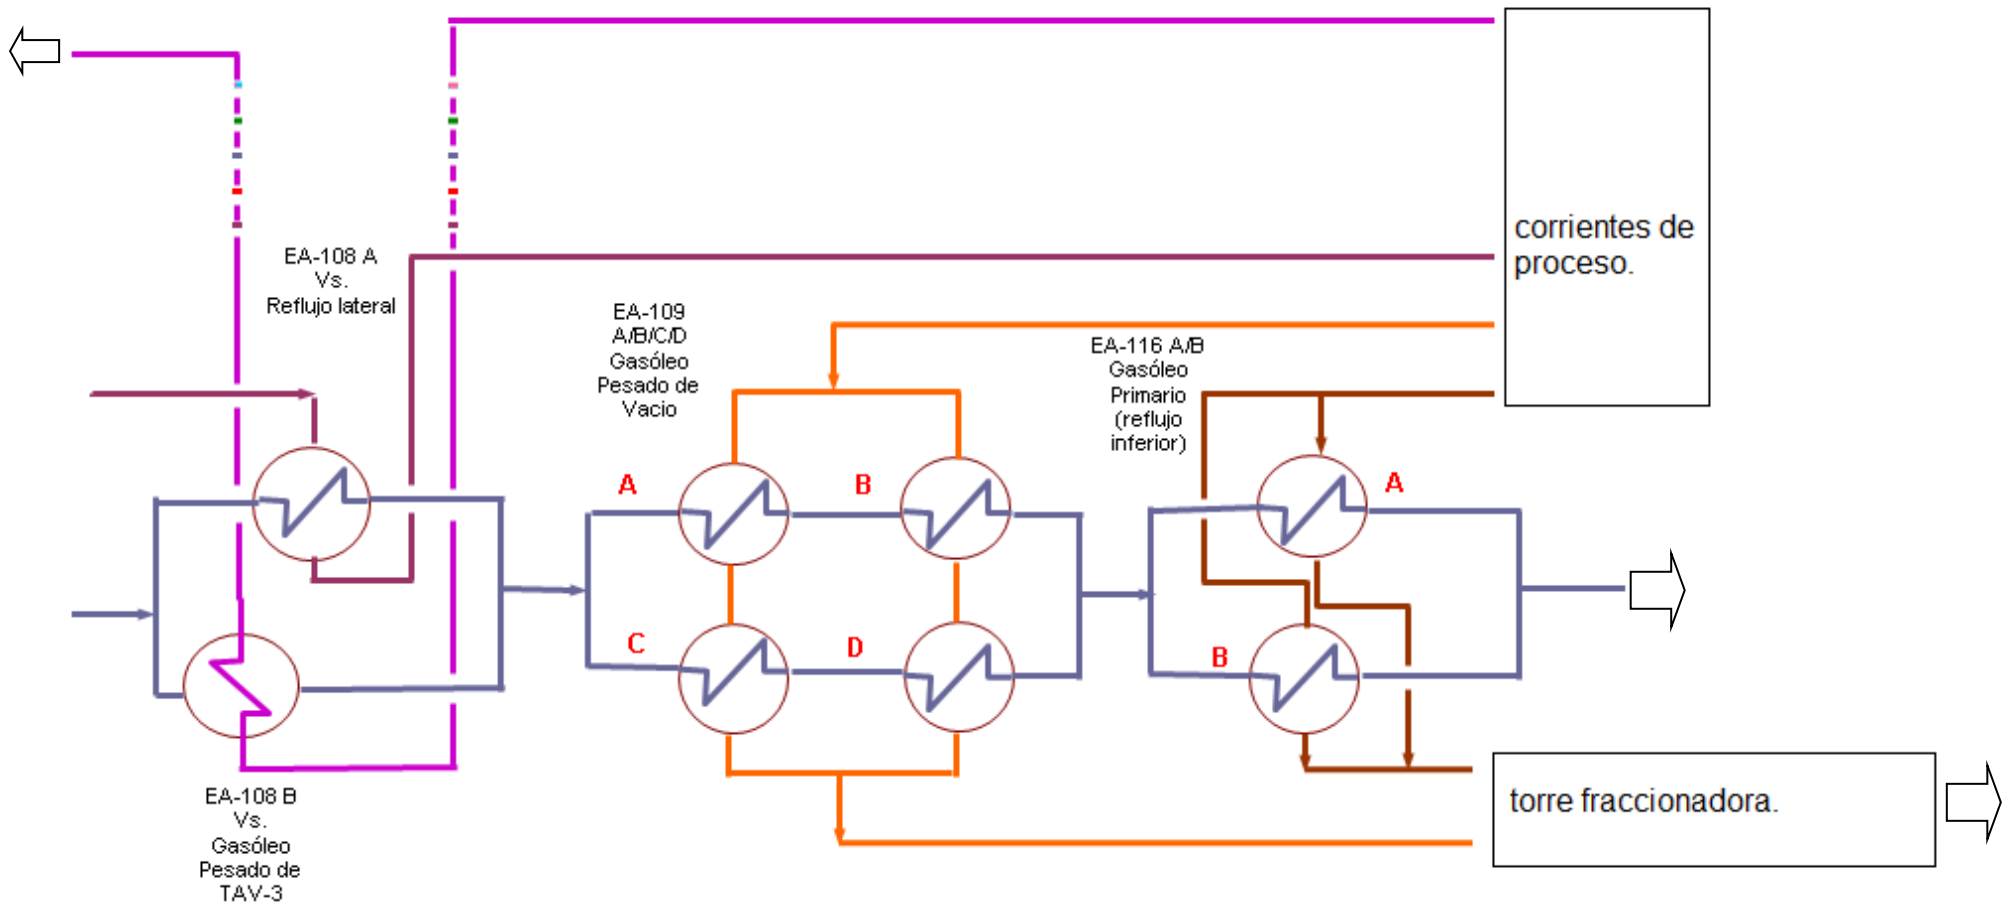 corrientes de
proceso.
EA-108 A
Vs.
Reflujo lateral
EA-109
A/B/C/D
Gasóleo
Pesado de
Vacio
EA-116 A/B
Gasóleo
Primario
(reflujo
inferior)
A
B
A
C
D
B
EA-108 B
Vs.
Gasóleo
Pesado de
TAV-3
torre fraccionadora.